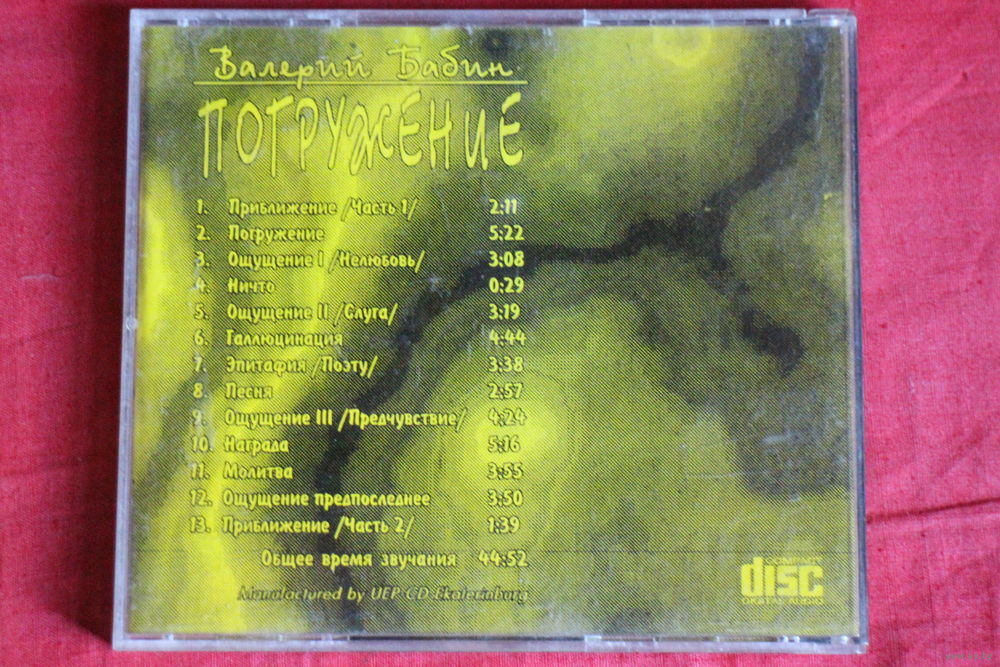 Валерий Бабин
ПОГРУЖЕНИЕ
1. Приближение /Часть 1/ 2:11
2. Погружение 5:22
3. Ощущение I /Нелюбовь/ 3:08
4. Ничто 0:29
5. Ощущение II /Слуга/ 3:19
6. Галлюцинация 4:44
7. Эпитафия /Поэту/ 3:38
8. Песня 2:57
9. Ощущение III /Предчувствие/ 4:24
10. Награда 5:16
11. Молитва 3:55
12. Ощущение предпоследнее 3:50
13. Приближение /Часть 2/ 1:39
Общее время звучания 44:52
Manufactured by UEP-CD Ekaterinburg
COMPACT
disc
DIGITAL AUDIO